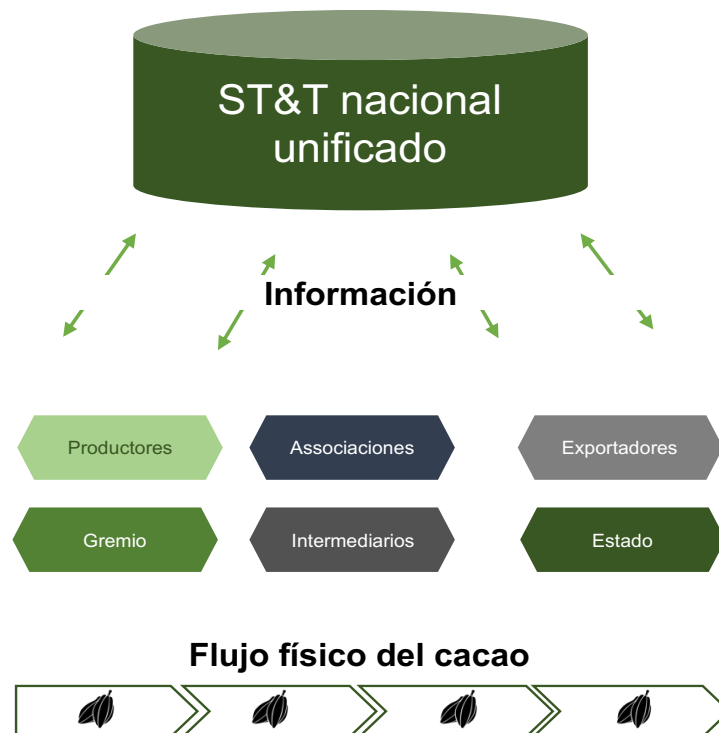 ST&T nacional
unificado
Información
Productores
Associaciones
Exportadores
Gremio
Intermediarios
Estado
Flujo físico del cacao